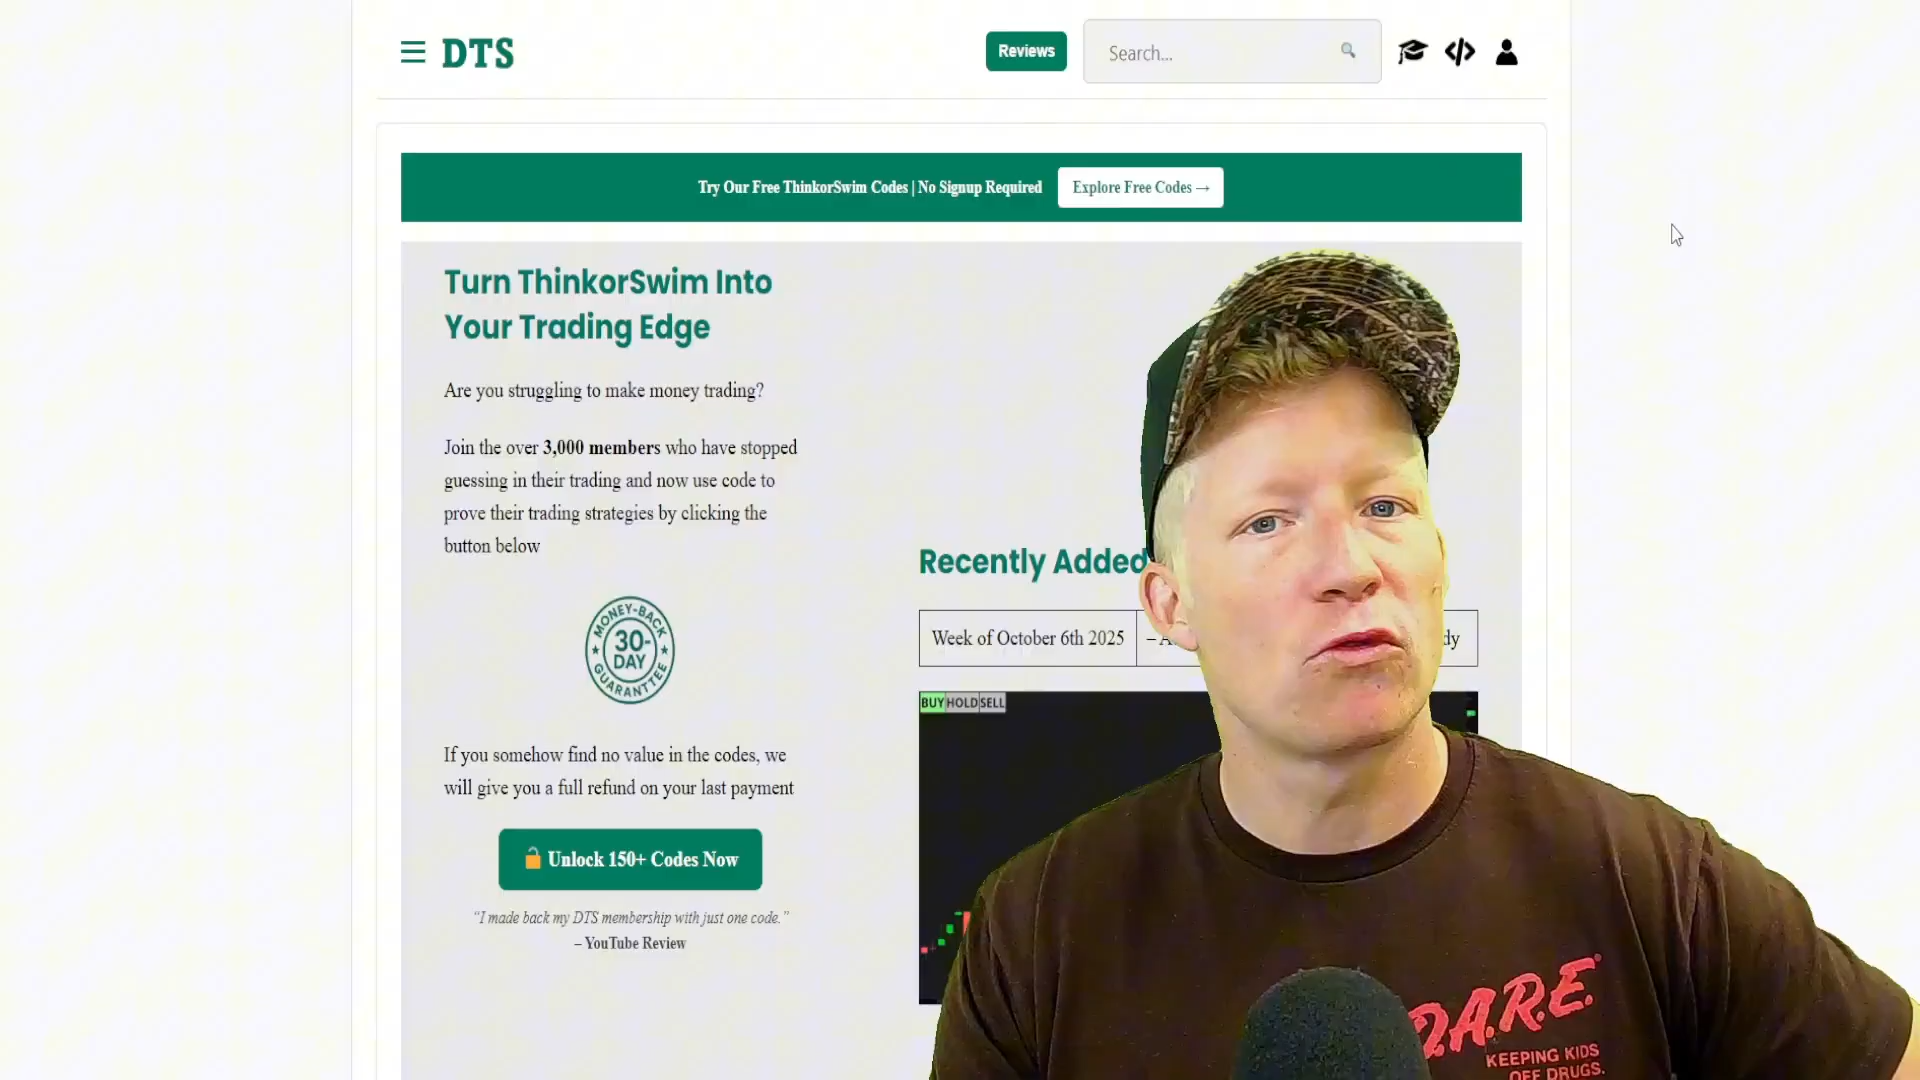 DTS
Reviews
Search...
Try Our Free ThinkorSwim Codes | No Signup Required
Explore Free Codes →
Turn ThinkorSwim Into
Your Trading Edge
Are you struggling to make money trading?
Join the over 3,000 members who have stopped
guessing in their trading and now use code to
prove their trading strategies by clicking the
button below
MONEY-BACK
30-
DAY
GUARANTTEE
If you somehow find no value in the codes, we
will give you a full refund on your last payment
Unlock 150+ Codes Now
“I made back my DTS membership with just one code.”
– YouTube Review
Recently Added
Week of October 6th 2025
BUY HOLD SELL
D.A.R.E.
KEEPING KIDS
OFF DRUGS.